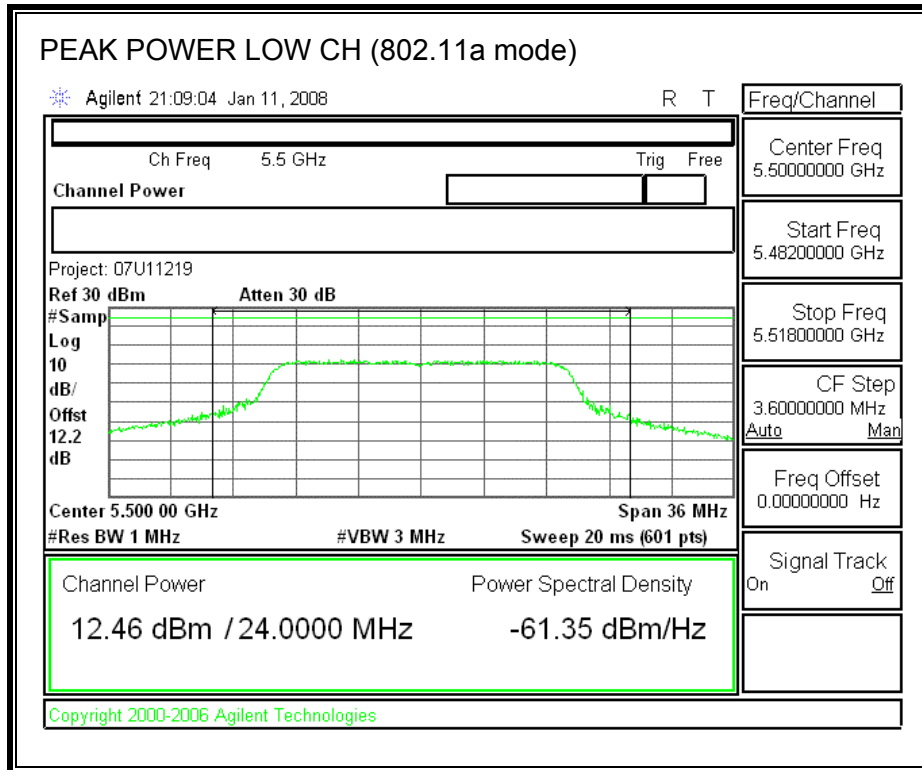 PEAK POWER LOW CH (802.11a mode)
Agilent 21:09:04 Jan 11, 2008 R T
Ch Freq 5.5 GHz Trig Free
Channel Power
Project: 07U11219
Ref 30 dBm Atten 30 dB
#Samp
Log
10
dB/
Offst
12.2
dB
Center 5.500 00 GHz Span 36 MHz
#Res BW 1 MHz #VBW 3 MHz Sweep 20 ms (601 pts)
Channel Power Power Spectral Density
12.46 dBm / 24.0000 MHz -61.35 dBm/Hz
Copyright 2000-2006 Agilent Technologies
Freq/Channel
Center Freq
5.50000000 GHz
Start Freq
5.48200000 GHz
Stop Freq
5.51800000 GHz
CF Step
3.60000000 MHz
Auto Man
Freq Offset
0.00000000 Hz
Signal Track
On Off